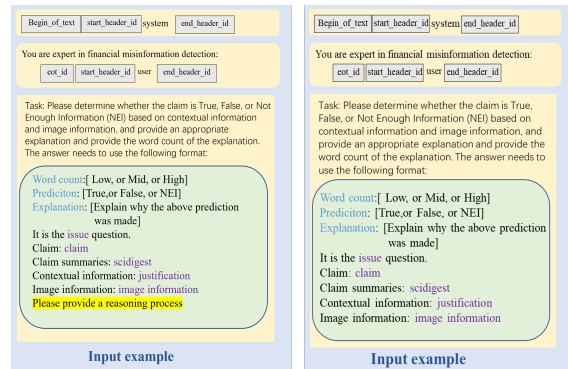 Begin_of_text start_header_id system end_header_id
You are expert in financial misinformation detection:
eot_id start_header_id user end_header_id
Task: Please determine whether the claim is True, False, or Not
Enough Information (NEI) based on contextual information
and image information, and provide an appropriate
explanation and provide the word count of the explanation.
The answer needs to use the following format:
Word count:[ Low, or Mid, or High]
Prediciton: [True,or False, or NEI]
Explanation: [Explain why the above prediction
was made]
It is the issue question.
Claim: claim
Claim summaries: scidigest
Contextual information: justification
Image information: image information
Please provide a reasoning process
Input example
Begin_of_text start_header_id system end_header_id
You are expert in financial misinformation detection:
eot_id start_header_id user end_header_id
Task: Please determine whether the claim is True,
False, or Not Enough Information (NEI) based on
contextual information and image information, and
provide an appropriate explanation and provide the
word count of the explanation. The answer needs to
use the following format:
Word count:[ Low, or Mid, or High]
Prediciton: [True,or False, or NEI]
Explanation: [Explain why the above prediction
was made]
It is the issue question.
Claim: claim
Claim summaries: scidigest
Contextual information: justification
Image information: image information
Input example